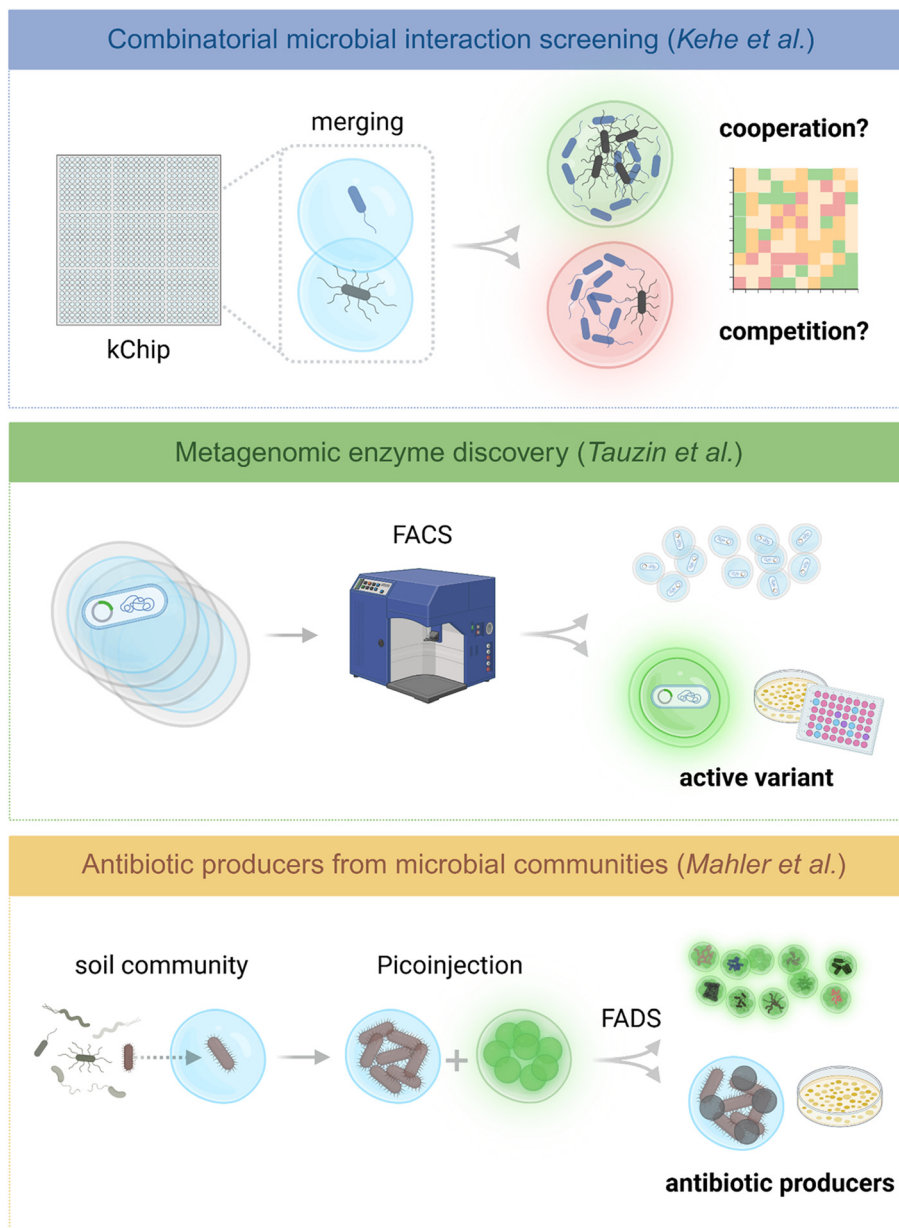 Combinatorial microbial interaction screening (Kehe et al.)
merging
cooperation?
kChip
competition?
Metagenomic enzyme discovery (Tauzin et al.)
FACS
active variant
Antibiotic producers from microbial communities (Mahler et al.)
soil community
Picoinjection
FADS
+
antibiotic producers